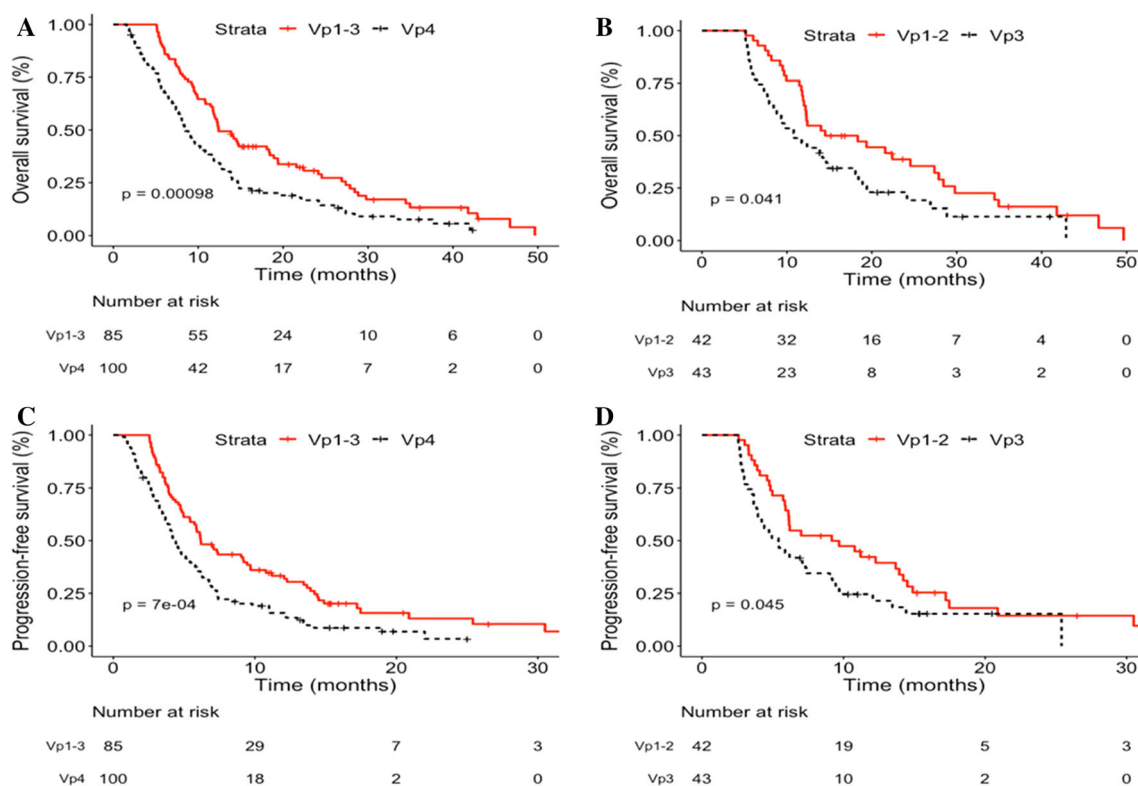 A
Strata Vp1-3 Vp4
Overall survival (%)
1.00
0.75
0.50
0.25
0.00
p = 0.00098
0 10 20 30 40 50
Time (months)
Number at risk
Vp1-3 85 55 24 10 6 0
Vp4 100 42 17 7 2 0
B
Strata Vp1-2 Vp3
Overall survival (%)
1.00
0.75
0.50
0.25
0.00
p = 0.041
0 10 20 30 40 50
Time (months)
Number at risk
Vp1-2 42 32 16 7 4 0
Vp3 43 23 8 3 2 0
C
Strata Vp1-3 Vp4
Progression-free survival (%)
1.00
0.75
0.50
0.25
0.00
p = 7e-04
0 10 20 30
Time (months)
Number at risk
Vp1-3 85 29 7 3
Vp4 100 18 2 0
D
Strata Vp1-2 Vp3
Progression-free survival (%)
1.00
0.75
0.50
0.25
0.00
p = 0.045
0 10 20 30
Time (months)
Number at risk
Vp1-2 42 19 5 3
Vp3 43 10 2 0